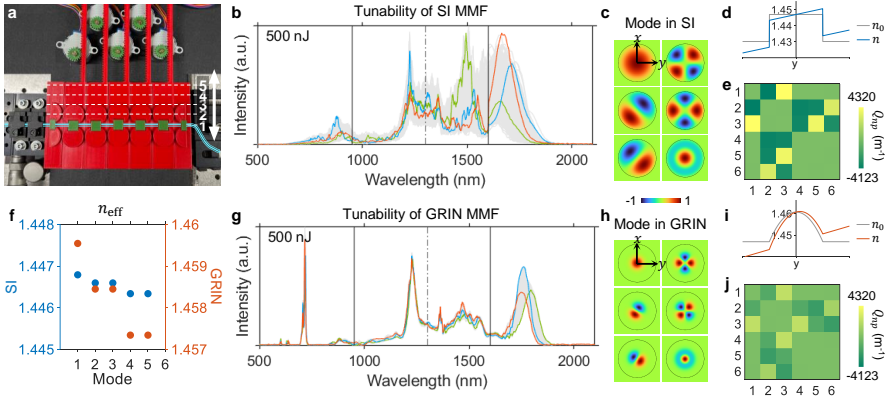 a
5
4
3
2
1
b
Tunability of SI MMF
500 nJ
Intensity (a.u.)
500
1000
1500
2000
Wavelength (nm)
c
Mode in SI
x
y
-1
1
d
1.45
1.43
y
n0
n
e
1
2
3
4
5
6
1 2 3 4 5 6
4320
Qnp (m⁻¹)
-4123
f
neff
1.448
1.447
1.446
1.445
SI
1.46
1.459
1.458
1.457
GRIN
1 2 3 4 5 6
Mode
g
Tunability of GRIN MMF
500 nJ
Intensity (a.u.)
500
1000
1500
2000
Wavelength (nm)
h
Mode in GRIN
x
y
i
1.46
1.45
y
n0
n
j
1
2
3
4
5
6
1 2 3 4 5 6
4320
Qnp (m⁻¹)
-4123